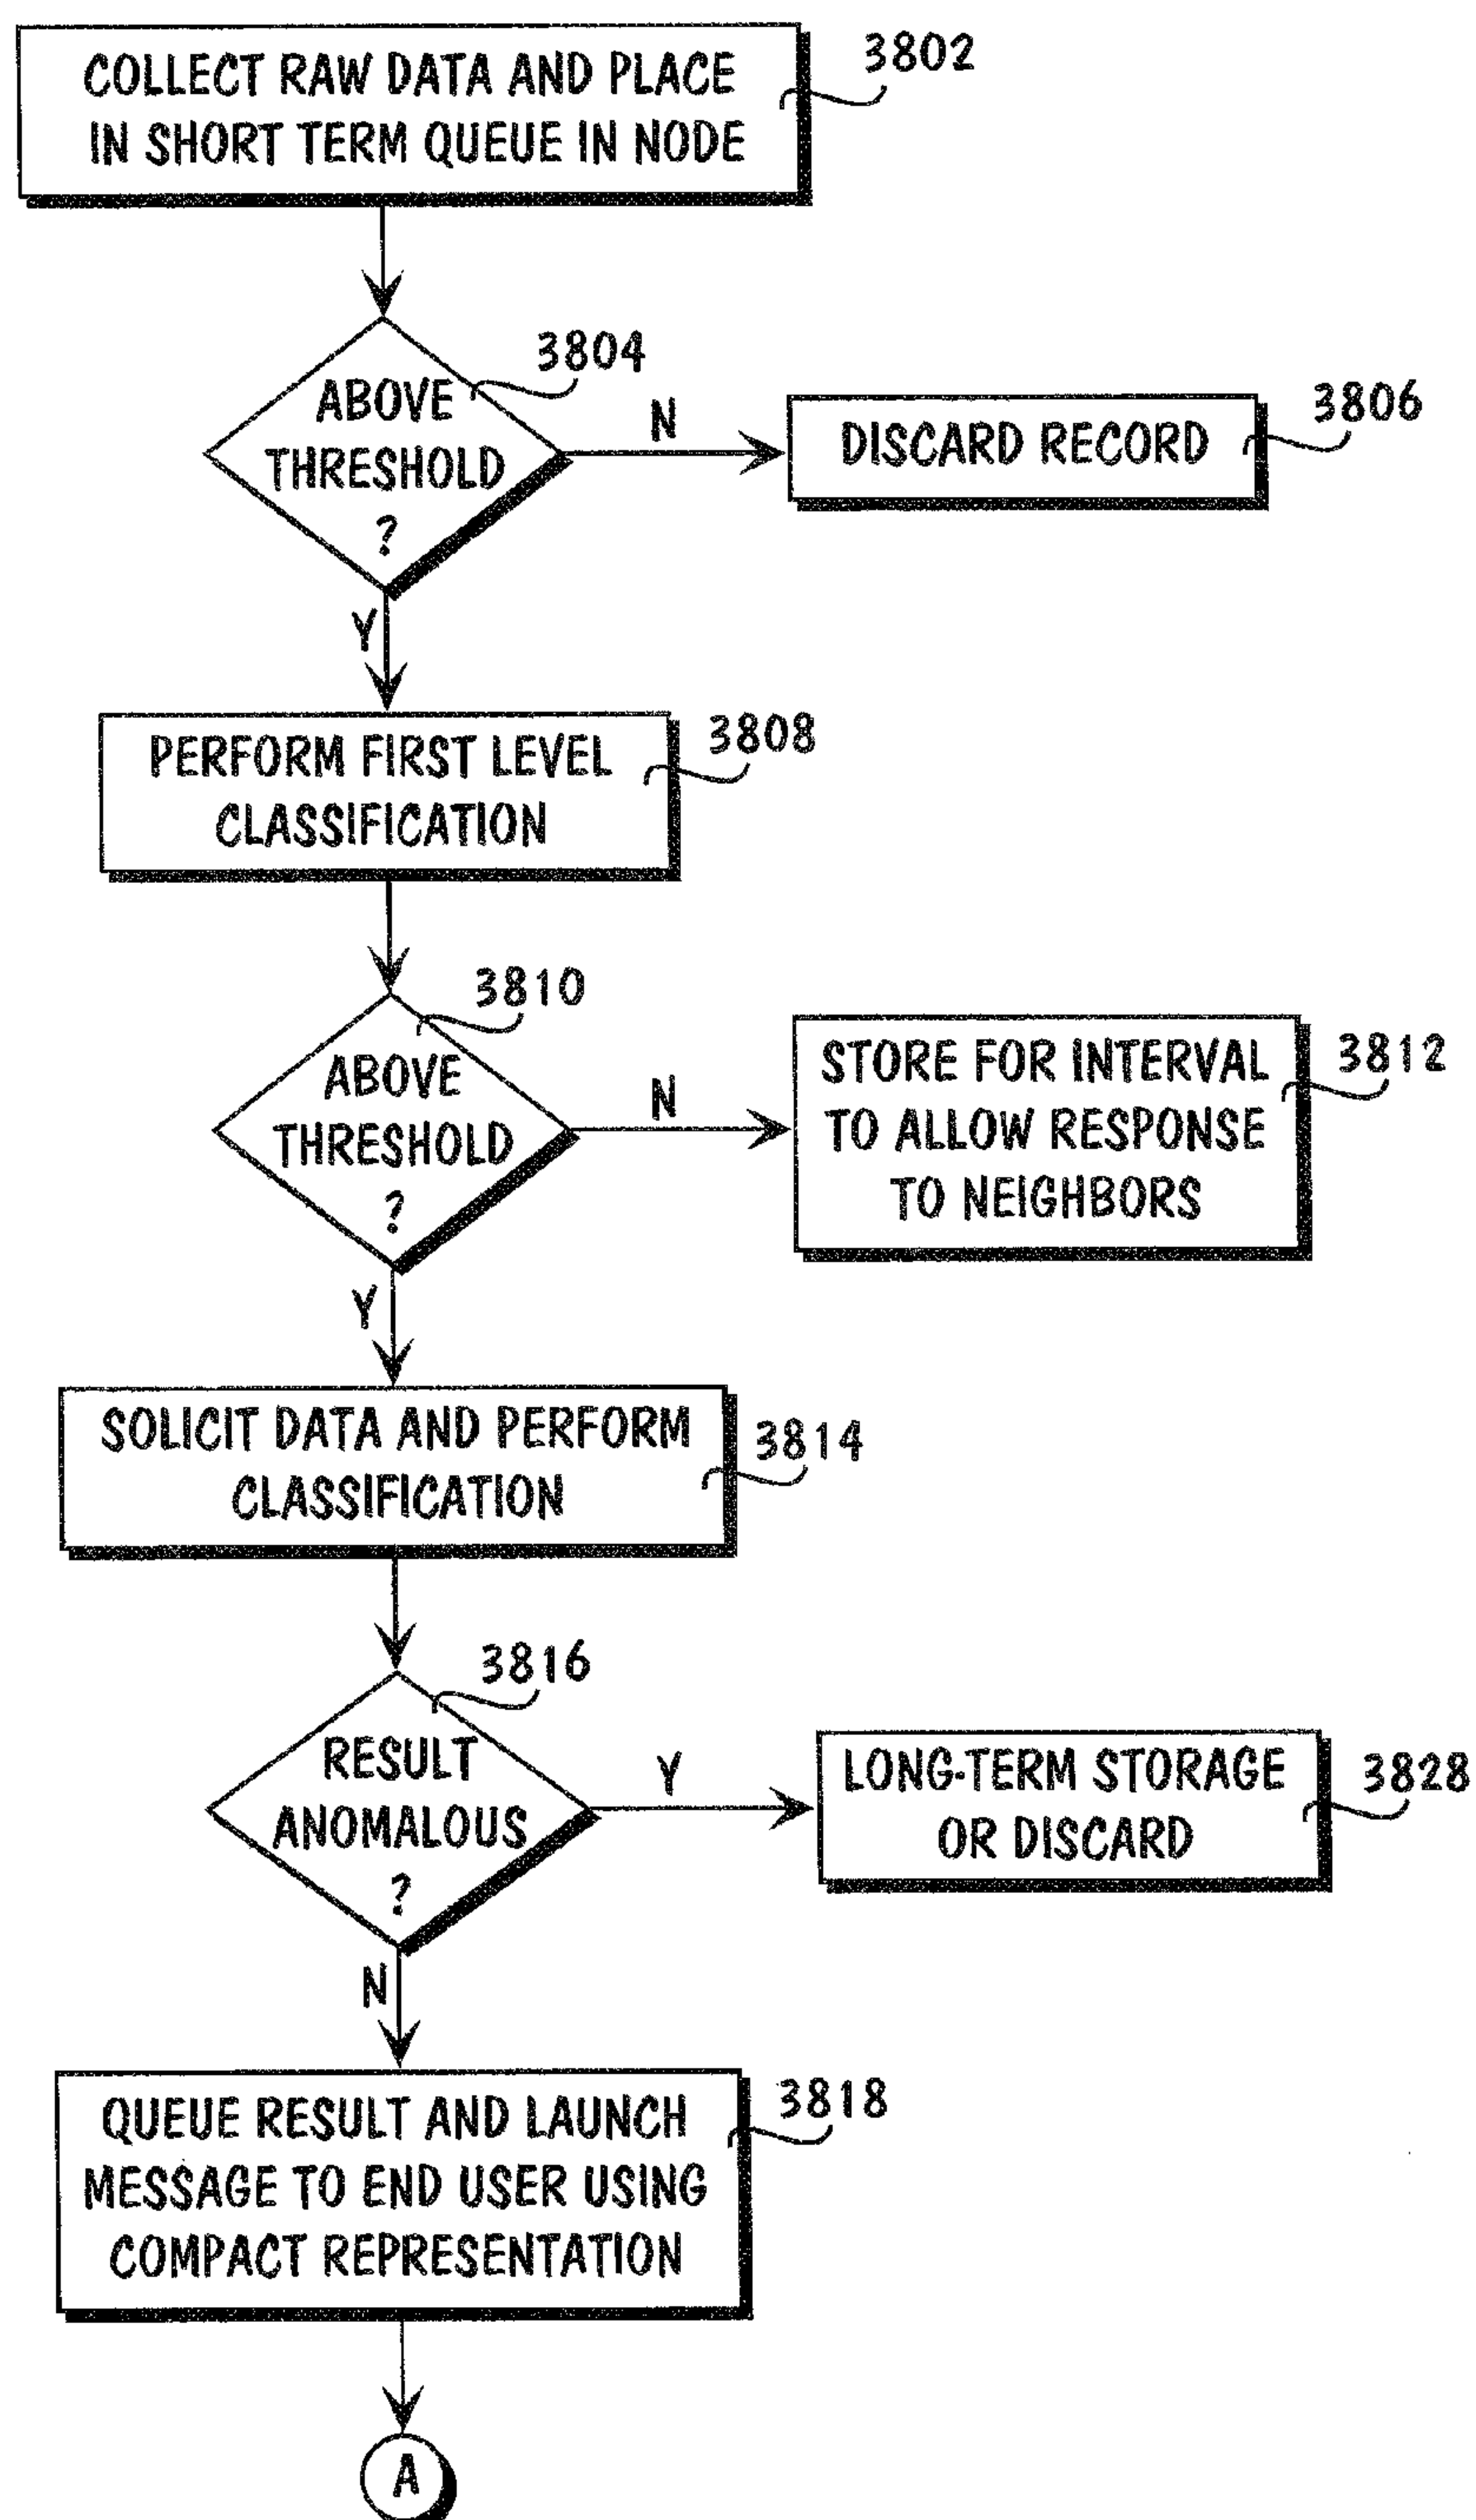 COLLECT RAW DATA AND PLACE
IN SHORT TERM QUEUE IN NODE
3802
ABOVE
THRESHOLD
?
3804
N
DISCARD RECORD
3806
Y
PERFORM FIRST LEVEL
CLASSIFICATION
3808
ABOVE
THRESHOLD
?
3810
N
STORE FOR INTERVAL
TO ALLOW RESPONSE
TO NEIGHBORS
3812
Y
SOLICIT DATA AND PERFORM
CLASSIFICATION
3814
RESULT
ANOMALOUS
?
3816
Y
LONG-TERM STORAGE
OR DISCARD
3828
N
QUEUE RESULT AND LAUNCH
MESSAGE TO END USER USING
COMPACT REPRESENTATION
3818
A